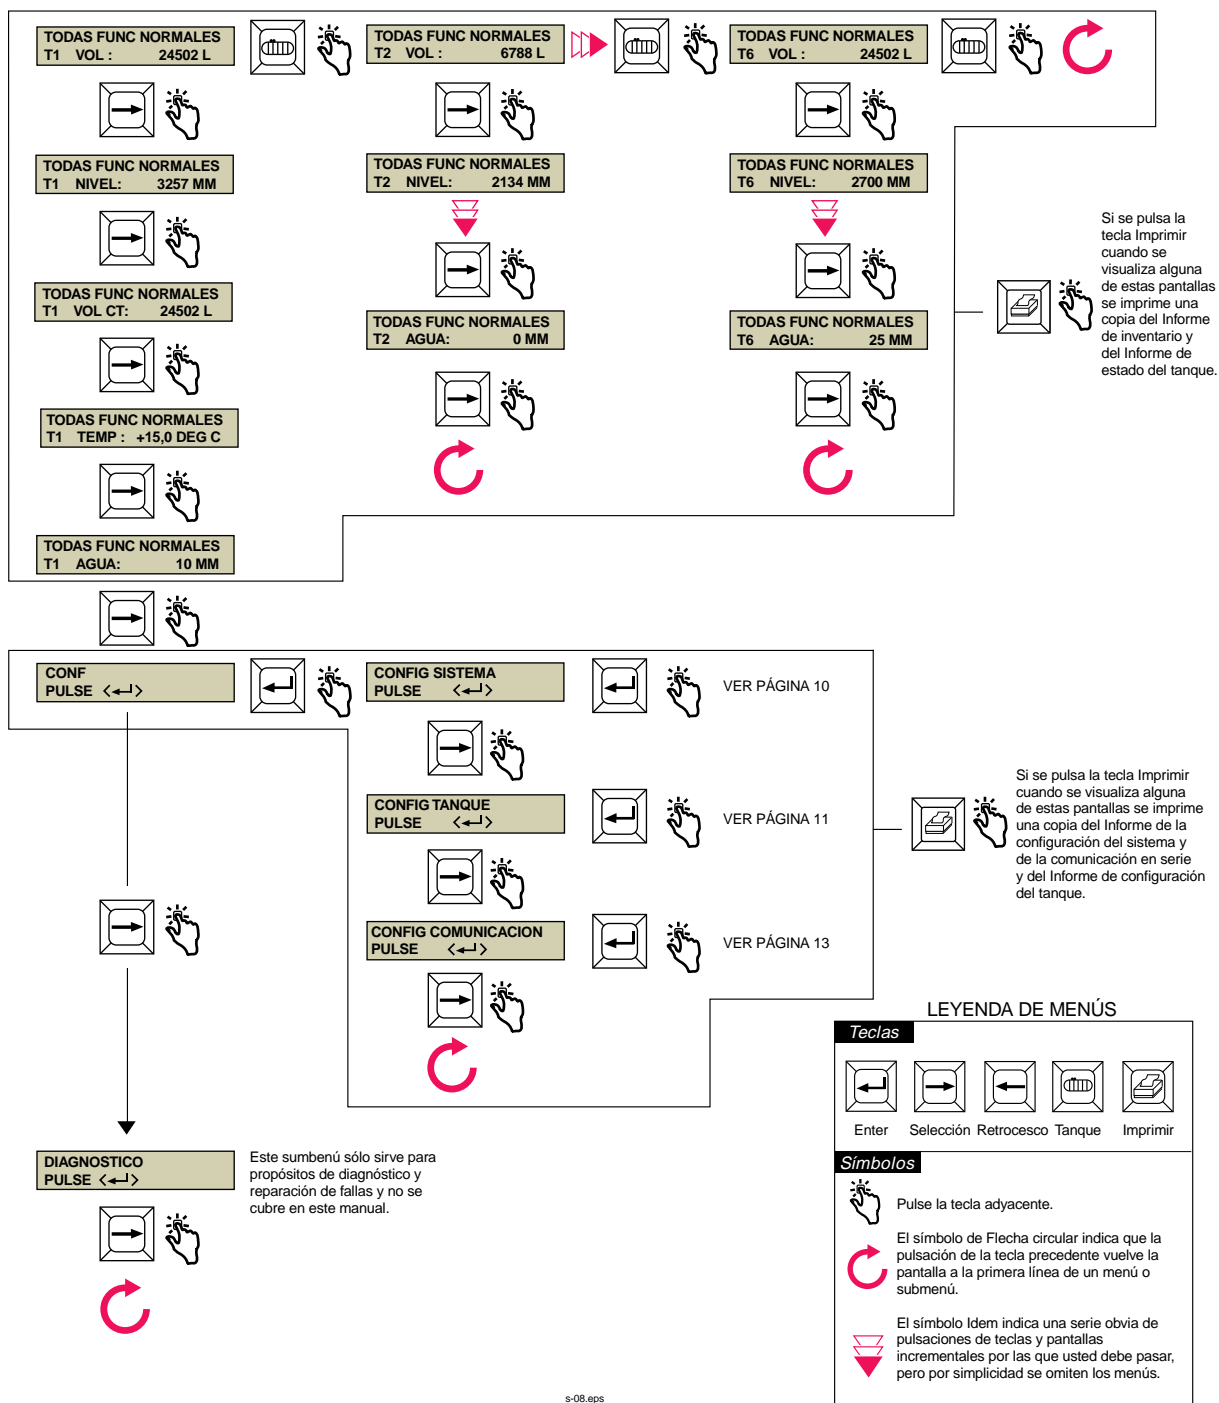 TODAS FUNC NORMALES
T1 VOL : 24502 L
TODAS FUNC NORMALES
T2 VOL : 6788 L
TODAS FUNC NORMALES
T6 VOL : 24502 L
TODAS FUNC NORMALES
T1 NIVEL: 3257 MM
TODAS FUNC NORMALES
T2 NIVEL: 2134 MM
TODAS FUNC NORMALES
T6 NIVEL: 2700 MM
Si se pulsa la
tecla Imprimir
cuando se
visualiza alguna
de estas pantallas
se imprime una
copia del Informe
de inventario y
del Informe de
estado del tanque.
TODAS FUNC NORMALES
T1 VOL CT: 24502 L
TODAS FUNC NORMALES
T2 AGUA: 0 MM
TODAS FUNC NORMALES
T6 AGUA: 25 MM
TODAS FUNC NORMALES
T1 TEMP : +15,0 DEG C
TODAS FUNC NORMALES
T1 AGUA: 10 MM
CONF
PULSE < >
CONFIG SISTEMA
PULSE < >
VER PÁGINA 10
CONFIG TANQUE
PULSE < >
VER PÁGINA 11
CONFIG COMUNICACION
PULSE < >
VER PÁGINA 13
Si se pulsa la tecla Imprimir
cuando se visualiza alguna
de estas pantallas se imprime
una copia del Informe de la
configuración del sistema y
de la comunicación en serie
y del Informe de configuración
del tanque.
DIAGNOSTICO
PULSE < >
Este sumbenú sólo sirve para
propósitos de diagnóstico y
reparación de fallas y no se
cubre en este manual.
LEYENDA DE MENÚS
Teclas
Enter Selección Retrocesco Tanque Imprimir
Símbolos
Pulse la tecla adyacente.
El símbolo de Flecha circular indica que la
pulsación de la tecla precedente vuelve la
pantalla a la primera línea de un menú o
submenú.
El símbolo Idem indica una serie obvia de
pulsaciones de teclas y pantallas
incrementales por las que usted debe pasar,
pero por simplicidad se omiten los menús.
s-08.eps